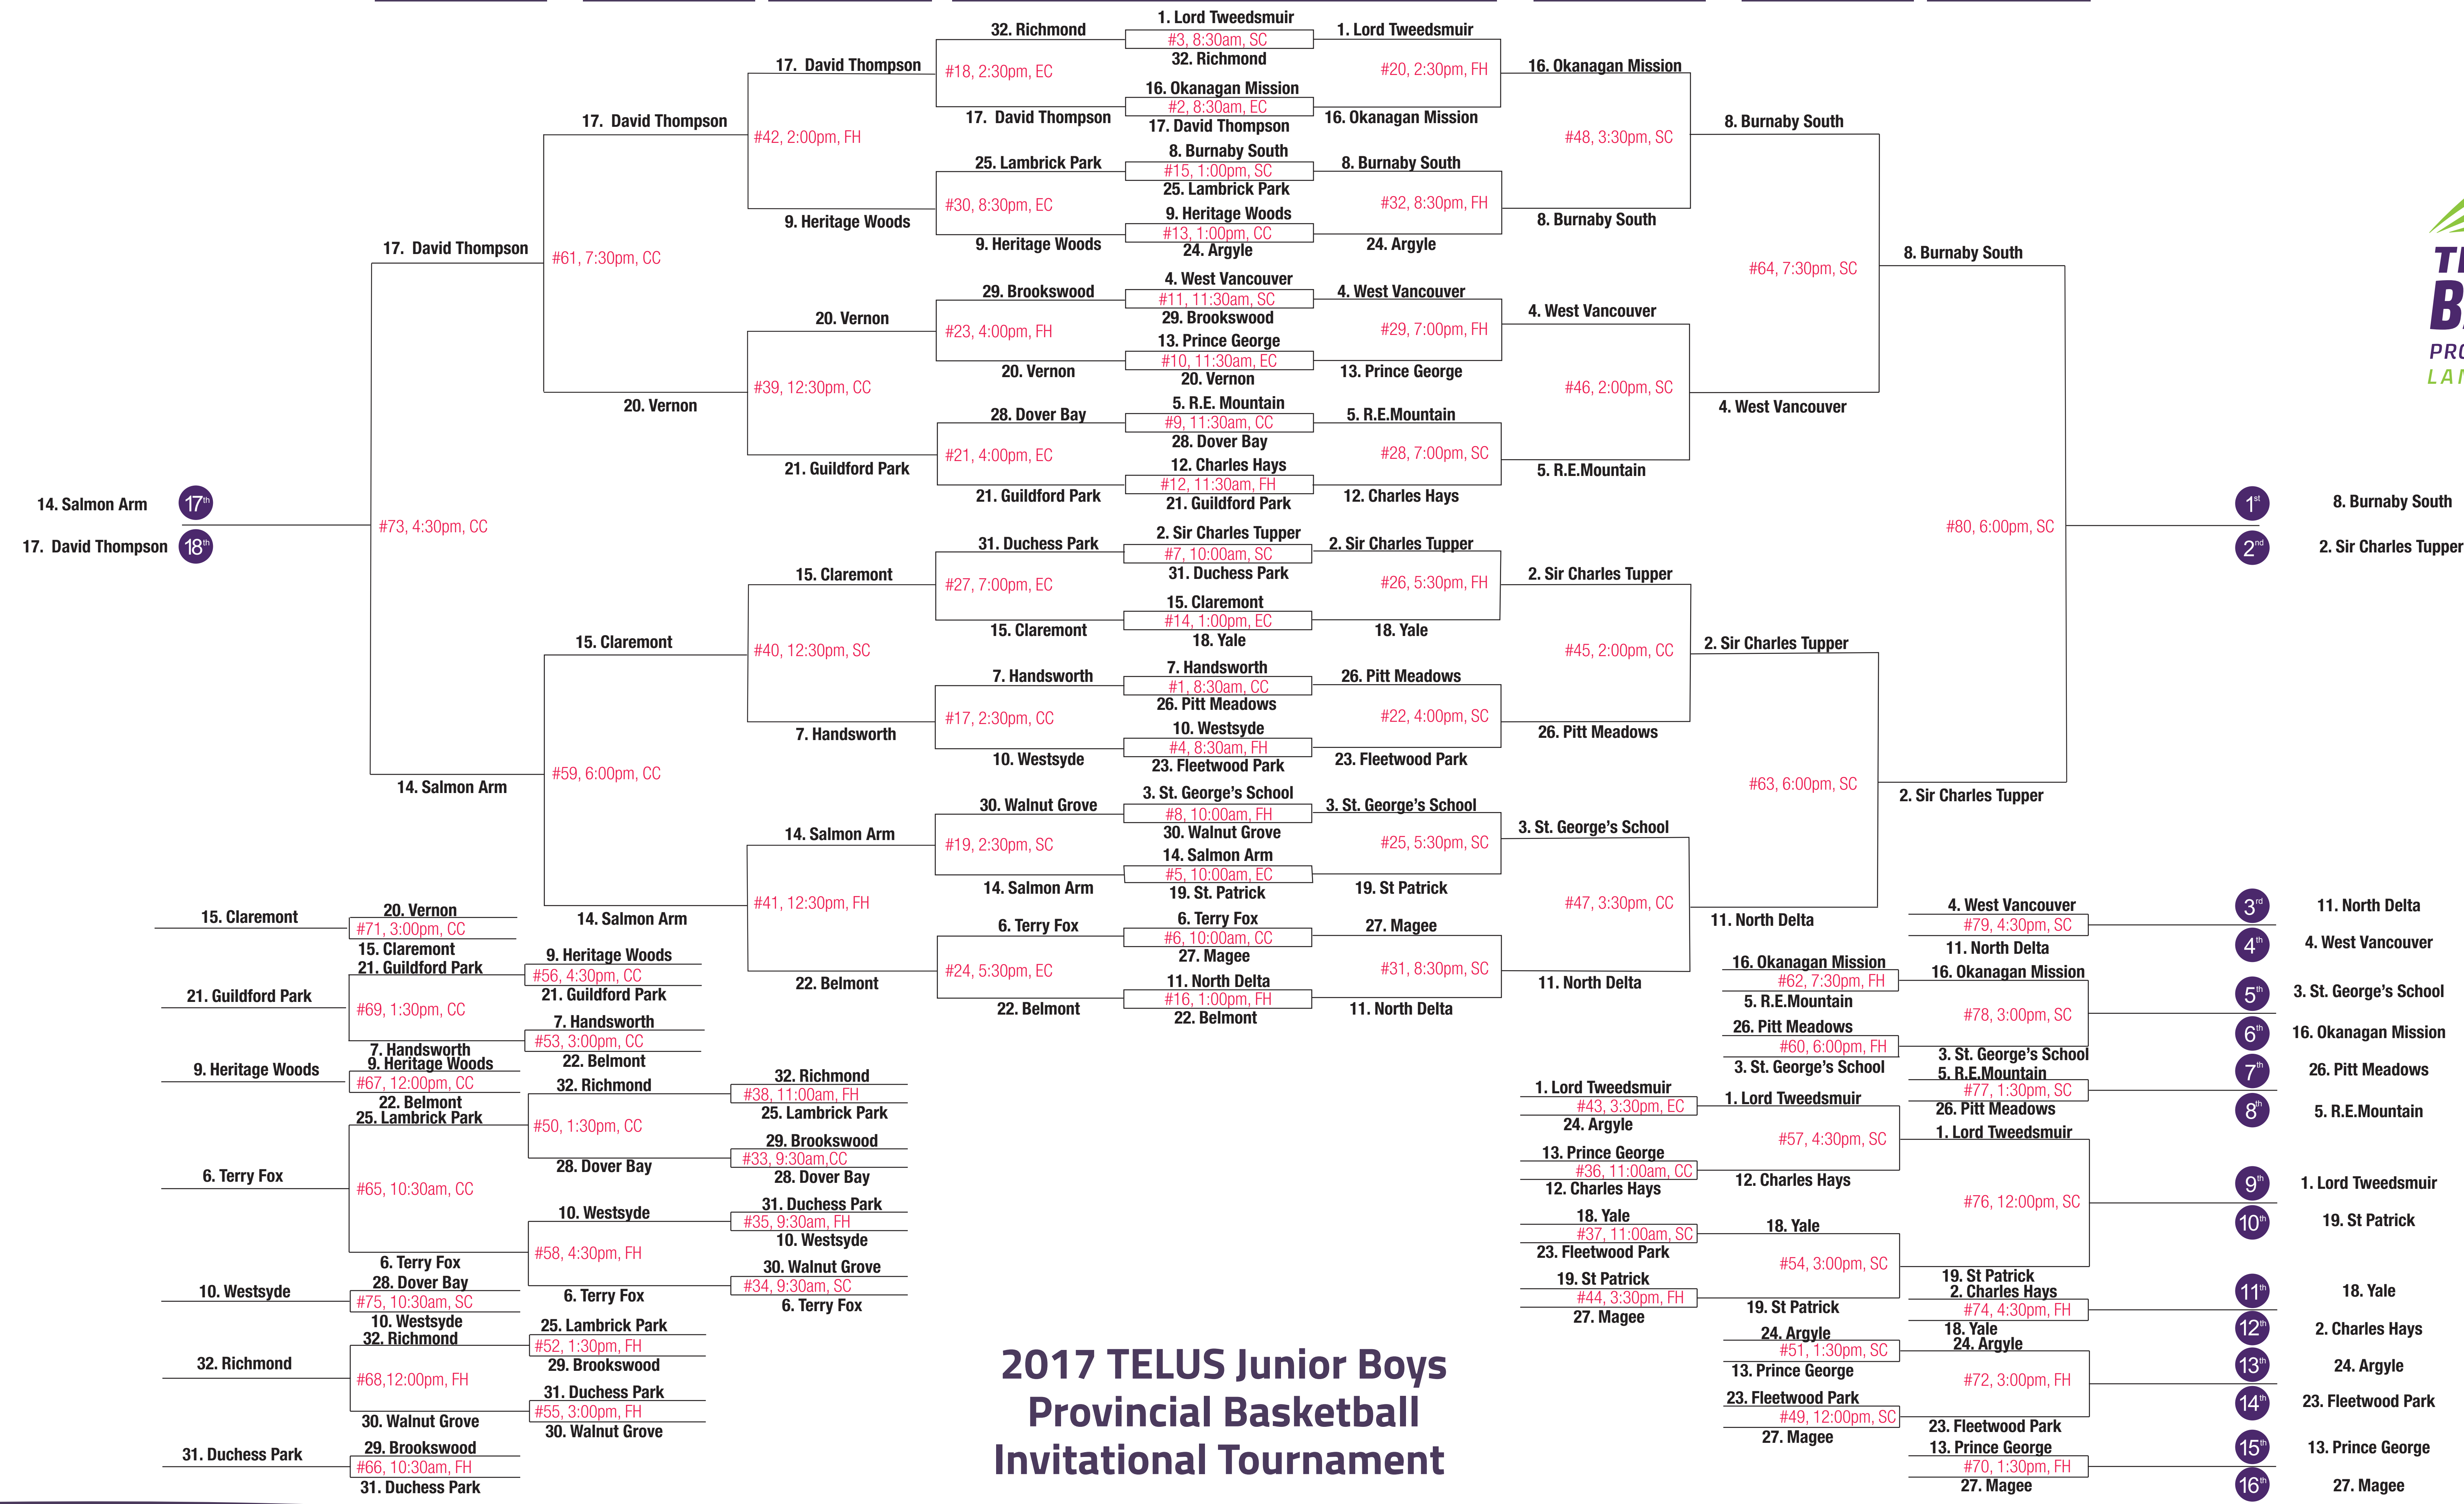 1. Lord Tweedsmuir
32. Richmond
#3, 8:30am, SC
1. Lord Tweedsmuir
32. Richmond
17.  David Thompson
#18, 2:30pm, EC
#20, 2:30pm, FH
16. Okanagan Mission
16. Okanagan Mission
#2, 8:30am, EC
17.  David Thompson
16. Okanagan Mission
17. David Thompson
17.  David Thompson
8. Burnaby South
#42, 2:00pm, FH
#48, 3:30pm, SC
8. Burnaby South
25. Lambrick Park
#15, 1:00pm, SC
8. Burnaby South
25. Lambrick Park
#30, 8:30pm, EC
#32, 8:30pm, FH
9. Heritage Woods
9. Heritage Woods
8. Burnaby South
#13, 1:00pm, CC
9. Heritage Woods
24. Argyle
24. Argyle
17.  David Thompson
#61, 7:30pm, CC
#64, 7:30pm, SC
8. Burnaby South
4. West Vancouver
29. Brookswood
#11, 11:30am, SC
4. West Vancouver
29. Brookswood
20. Vernon
#23, 4:00pm, FH
#29, 7:00pm, FH
4. West Vancouver
13. Prince George
#10, 11:30am, EC
20. Vernon
13. Prince George
20. Vernon
#39, 12:30pm, CC
#46, 2:00pm, SC
20. Vernon
4. West Vancouver
5. R.E. Mountain
28. Dover Bay
#9, 11:30am, CC
5. R.E.Mountain
28. Dover Bay
#21, 4:00pm, EC
#28, 7:00pm, SC
21. Guildford Park
12. Charles Hays
5. R.E.Mountain
#12, 11:30am, FH
21. Guildford Park
12. Charles Hays
21. Guildford Park
14. Salmon Arm
17th
1st
8. Burnaby South
#73, 4:30pm, CC
#80, 6:00pm, SC
17.  David Thompson
18th
2nd
2. Sir Charles Tupper
2. Sir Charles Tupper
31. Duchess Park
#7, 10:00am, SC
2. Sir Charles Tupper
31. Duchess Park
15. Claremont
#27, 7:00pm, EC
#26, 5:30pm, FH
2. Sir Charles Tupper
15. Claremont
#14, 1:00pm, EC
15. Claremont
18. Yale
18. Yale
15. Claremont
#40, 12:30pm, SC
#45, 2:00pm, CC
2. Sir Charles Tupper
7. Handsworth
7. Handsworth
#1, 8:30am, CC
26. Pitt Meadows
26. Pitt Meadows
#17, 2:30pm, CC
#22, 4:00pm, SC
7. Handsworth
10. Westsyde
26. Pitt Meadows
#4, 8:30am, FH
10. Westsyde
23. Fleetwood Park
23. Fleetwood Park
#59, 6:00pm, CC
#63, 6:00pm, SC
14. Salmon Arm
2. Sir Charles Tupper
3. St. George’s School
30. Walnut Grove
#8, 10:00am, FH
3. St. George’s School
30. Walnut Grove
14. Salmon Arm
#19, 2:30pm, SC
#25, 5:30pm, SC
3. St. George’s School
14. Salmon Arm
#5, 10:00am, EC
14. Salmon Arm
19. St. Patrick
19. St Patrick
#41, 12:30pm, FH
#47, 3:30pm, CC
14. Salmon Arm
11. North Delta
6. Terry Fox
6. Terry Fox
#6, 10:00am, CC
27. Magee
27. Magee
#24, 5:30pm, EC
#31, 8:30pm, SC
22. Belmont
11. North Delta
11. North Delta
#16, 1:00pm, FH
22. Belmont
22. Belmont
11. North Delta
15. Claremont
20. Vernon
#71, 3:00pm, CC
15. Claremont
21. Guildford Park
9. Heritage Woods
#56, 4:30pm, CC
21. Guildford Park
21. Guildford Park
#69, 1:30pm, CC
7. Handsworth
#53, 3:00pm, CC
22. Belmont
7. Handsworth
9. Heritage Woods
9. Heritage Woods
#67, 12:00pm, CC
22. Belmont
25. Lambrick Park
32. Richmond
32. Richmond
#38, 11:00am, FH
25. Lambrick Park
#50, 1:30pm, CC
29. Brookswood
#33, 9:30am,CC
28. Dover Bay
28. Dover Bay
6. Terry Fox
#65, 10:30am, CC
10. Westsyde
31. Duchess Park
#35, 9:30am, FH
10. Westsyde
#58, 4:30pm, FH
30. Walnut Grove
#34, 9:30am, SC
6. Terry Fox
6. Terry Fox
6. Terry Fox
28. Dover Bay
10. Westsyde
#75, 10:30am, SC
10. Westsyde
32. Richmond
25. Lambrick Park
#52, 1:30pm, FH
29. Brookswood
32. Richmond
#68,12:00pm, FH
31. Duchess Park
#55, 3:00pm, FH
30. Walnut Grove
30. Walnut Grove
29. Brookswood
31. Duchess Park
#66, 10:30am, FH
31. Duchess Park
2017 TELUS Junior Boys
Provincial Basketball
Invitational Tournament
4. West Vancouver
#79, 4:30pm, SC
11. North Delta
3rd
11. North Delta
4th
4. West Vancouver
16. Okanagan Mission
#62, 7:30pm, FH
5. R.E.Mountain
16. Okanagan Mission
#78, 3:00pm, SC
26. Pitt Meadows
#60, 6:00pm, FH
3. St. George’s School
3. St. George’s School
5th
3. St. George’s School
6th
16. Okanagan Mission
5. R.E.Mountain
#77, 1:30pm, SC
26. Pitt Meadows
7th
26. Pitt Meadows
8th
5. R.E.Mountain
1. Lord Tweedsmuir
#43, 3:30pm, EC
24. Argyle
1. Lord Tweedsmuir
#57, 4:30pm, SC
1. Lord Tweedsmuir
13. Prince George
#36, 11:00am, CC
12. Charles Hays
12. Charles Hays
#76, 12:00pm, SC
9th
1. Lord Tweedsmuir
10th
19. St Patrick
18. Yale
#37, 11:00am, SC
23. Fleetwood Park
18. Yale
#54, 3:00pm, SC
19. St Patrick
19. St Patrick
#44, 3:30pm, FH
27. Magee
19. St Patrick
2. Charles Hays
#74, 4:30pm, FH
18. Yale
11th
18. Yale
12th
2. Charles Hays
24. Argyle
#51, 1:30pm, SC
13. Prince George
24. Argyle
#72, 3:00pm, FH
23. Fleetwood Park
#49, 12:00pm, SC
27. Magee
23. Fleetwood Park
13th
24. Argyle
14th
23. Fleetwood Park
13. Prince George
#70, 1:30pm, FH
27. Magee
15th
13. Prince George
16th
27. Magee